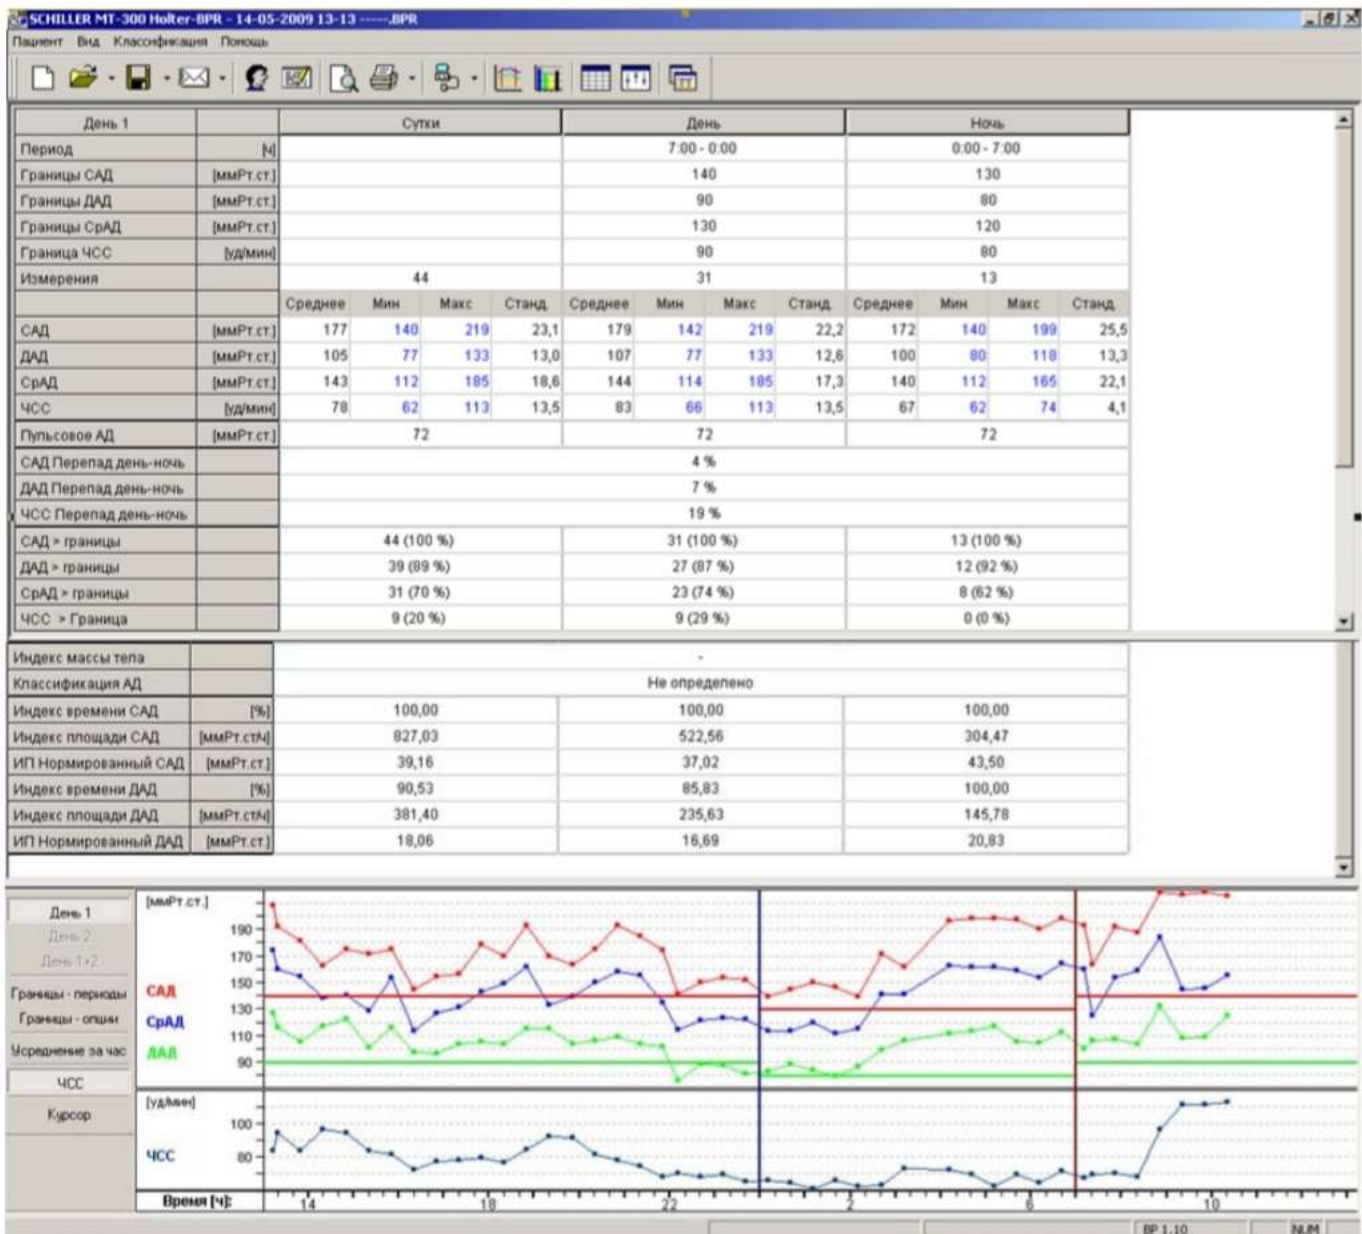 SCHILLER MT-300 Holter-BPR - 14-05-2009 13-13 -----.BPR
Пациент Вид Классификация Помощь
День 1 Сутки День Ночь
Период [ч] 7:00 - 0:00 0:00 - 7:00
Границы САД [ммРт.ст.] 140 130
Границы ДАД [ммРт.ст.] 90 80
Границы СрАД [ммРт.ст.] 130 120
Граница ЧСС [уд/мин] 90 80
Измерения 44 31 13
Среднее Мин Макс Станд. Среднее Мин Макс Станд. Среднее Мин Макс Станд.
САД [ммРт.ст.] 177 140 219 23,1 179 142 219 22,2 172 140 199 25,5
ДАД [ммРт.ст.] 105 77 133 13,0 107 77 133 12,6 100 80 118 13,3
СрАД [ммРт.ст.] 143 112 185 18,6 144 114 185 17,3 140 112 165 22,1
ЧСС [уд/мин] 78 62 113 13,5 83 66 113 13,5 67 62 74 4,1
Пульсовое АД [ммРт.ст.] 72 72 72
САД Перепад день-ночь 4 %
ДАД Перепад день-ночь 7 %
ЧСС Перепад день-ночь 19 %
САД > границы 44 (100 %) 31 (100 %) 13 (100 %)
ДАД > границы 39 (89 %) 27 (87 %) 12 (92 %)
СрАД > границы 31 (70 %) 23 (74 %) 8 (62 %)
ЧСС > Граница 9 (20 %) 9 (29 %) 0 (0 %)
Индекс массы тела -
Классификация АД Не определено
Индекс времени САД [%] 100,00 100,00 100,00
Индекс площади САД [ммРт.ст/ч] 827,03 522,56 304,47
ИП Нормированный САД [ммРт.ст.] 39,16 37,02 43,50
Индекс времени ДАД [%] 90,53 85,83 100,00
Индекс площади ДАД [ммРт.ст/ч] 381,40 235,63 145,78
ИП Нормированный ДАД [ммРт.ст.] 18,06 16,69 20,83
День 1
День 2
День 1+2
Границы - периоды
Границы - опции
Усреднение за час
ЧСС
Курсор
[ммРт.ст.]
190
170
150
130
110
90
САД
СрАД
ДАД
[уд/мин]
100
80
ЧСС
Время [ч]: 14 18 22 2 6 10
BP 1.10 NUM